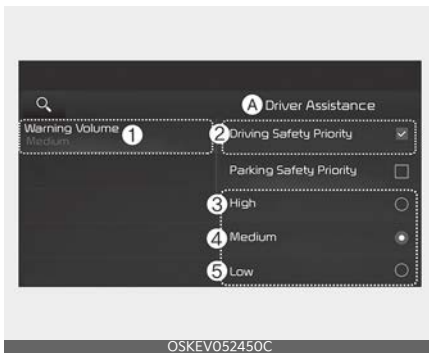 A Driver Assistance
Warning Volume 1
Medium
2 Driving Safety Priority
Parking Safety Priority
3 High
4 Medium
5 Low
OSKEV052450C